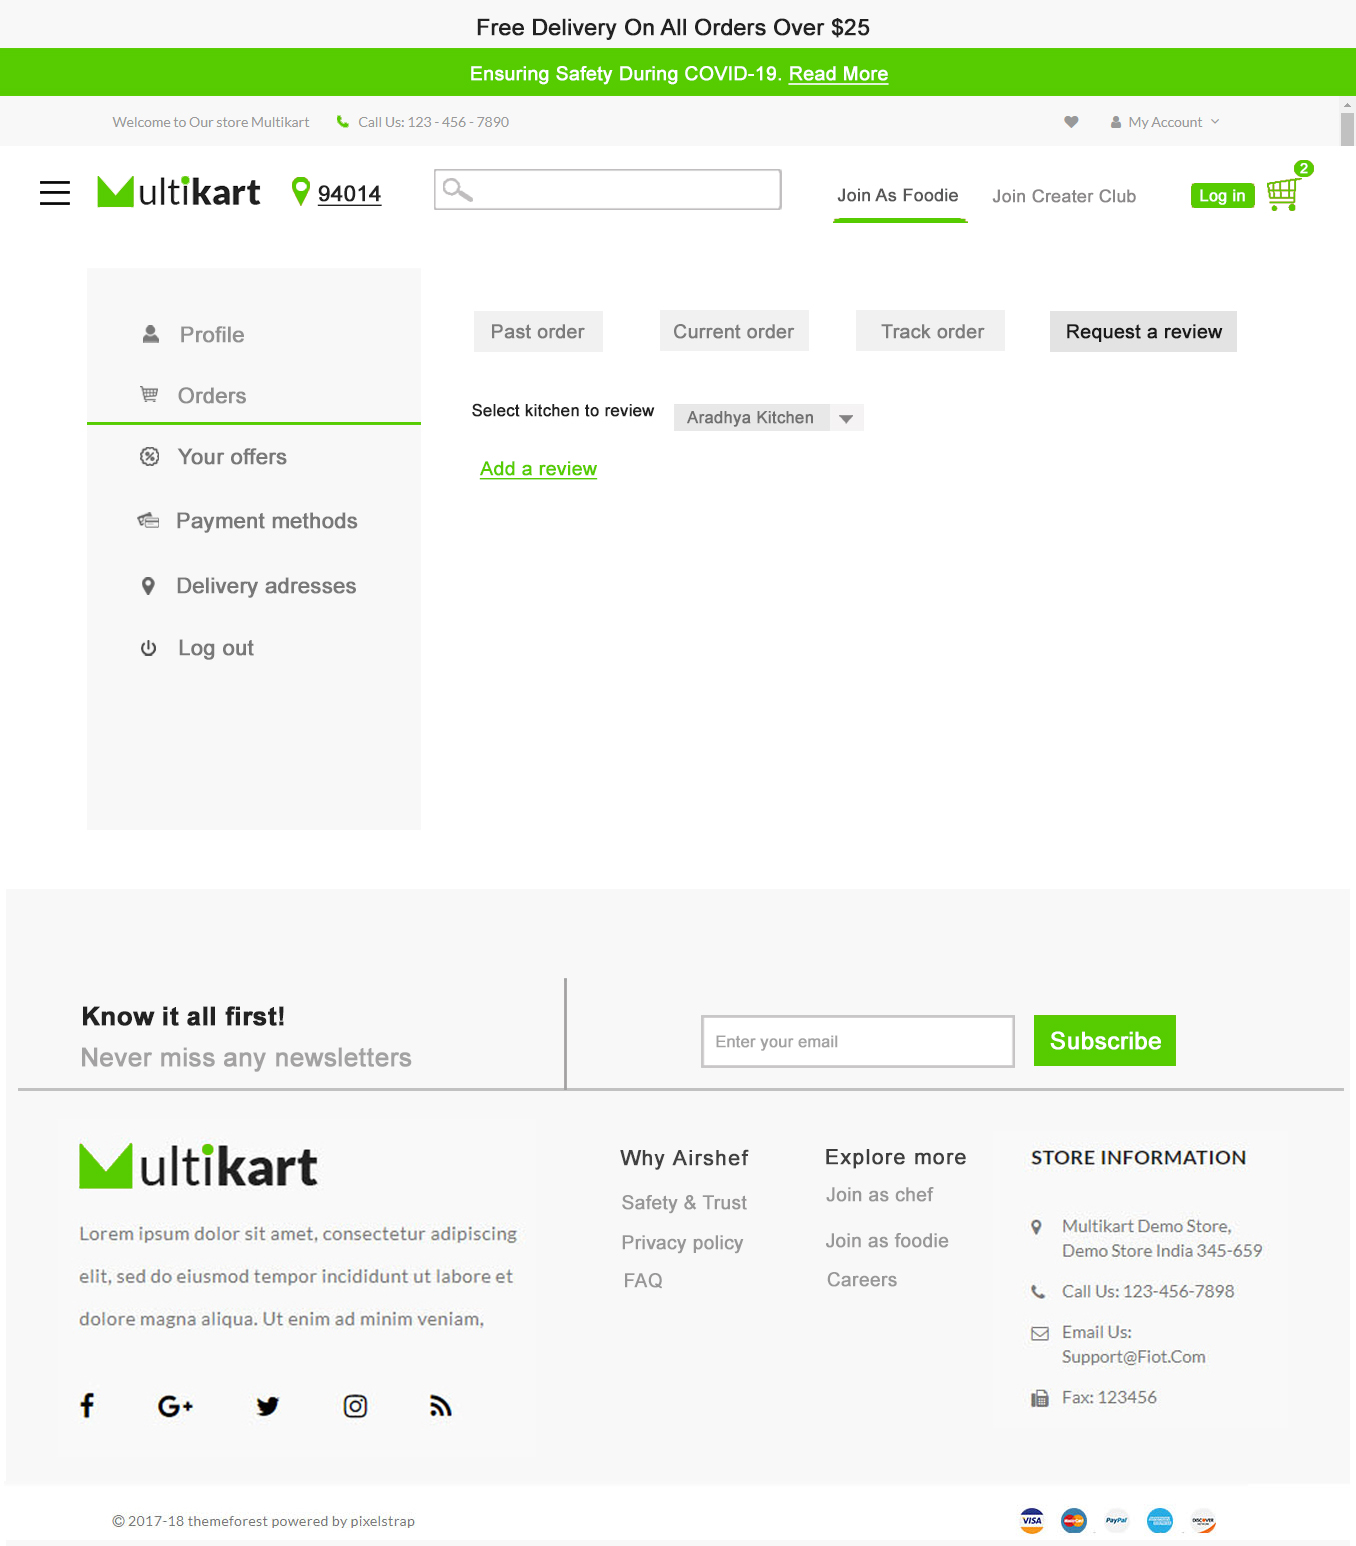 Free Delivery On All Orders Over $25
Ensuring Safety During COVID-19. Read More
Welcome to Our store Multikart
Call Us: 123 - 456 - 7890
My Account
Multikart
94014
Join As Foodie
Join Creater Club
Log in
2
Profile
Orders
Your offers
Payment methods
Delivery adresses
Log out
Past order
Current order
Track order
Request a review
Select kitchen to review
Aradhya Kitchen
Add a review
Know it all first!
Never miss any newsletters
Enter your email
Subscribe
Multikart
Lorem ipsum dolor sit amet, consectetur adipiscing
elit, sed do eiusmod tempor incididunt ut labore et
dolore magna aliqua. Ut enim ad minim veniam,
Why Airshef
Safety & Trust
Privacy policy
FAQ
Explore more
Join as chef
Join as foodie
Careers
STORE INFORMATION
Multikart Demo Store,
Demo Store India 345-659
Call Us: 123-456-7898
Email Us:
Support@Fiot.Com
Fax: 123456
© 2017-18 themeforest powered by pixelstrap
VISA
MasterCard
PayPal
DISCOVER